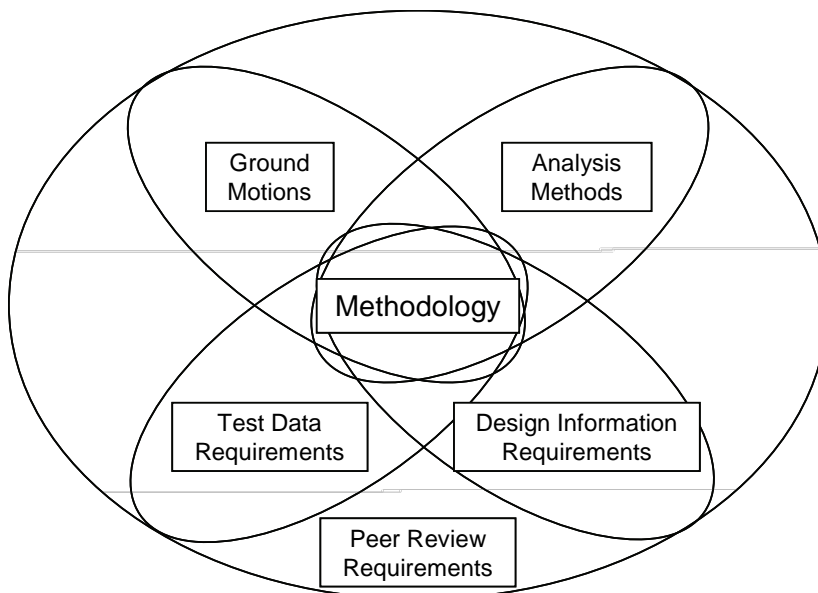 Ground
Motions
Analysis
Methods
Methodology
Test Data
Requirements
Design Information
Requirements
Peer Review
Requirements